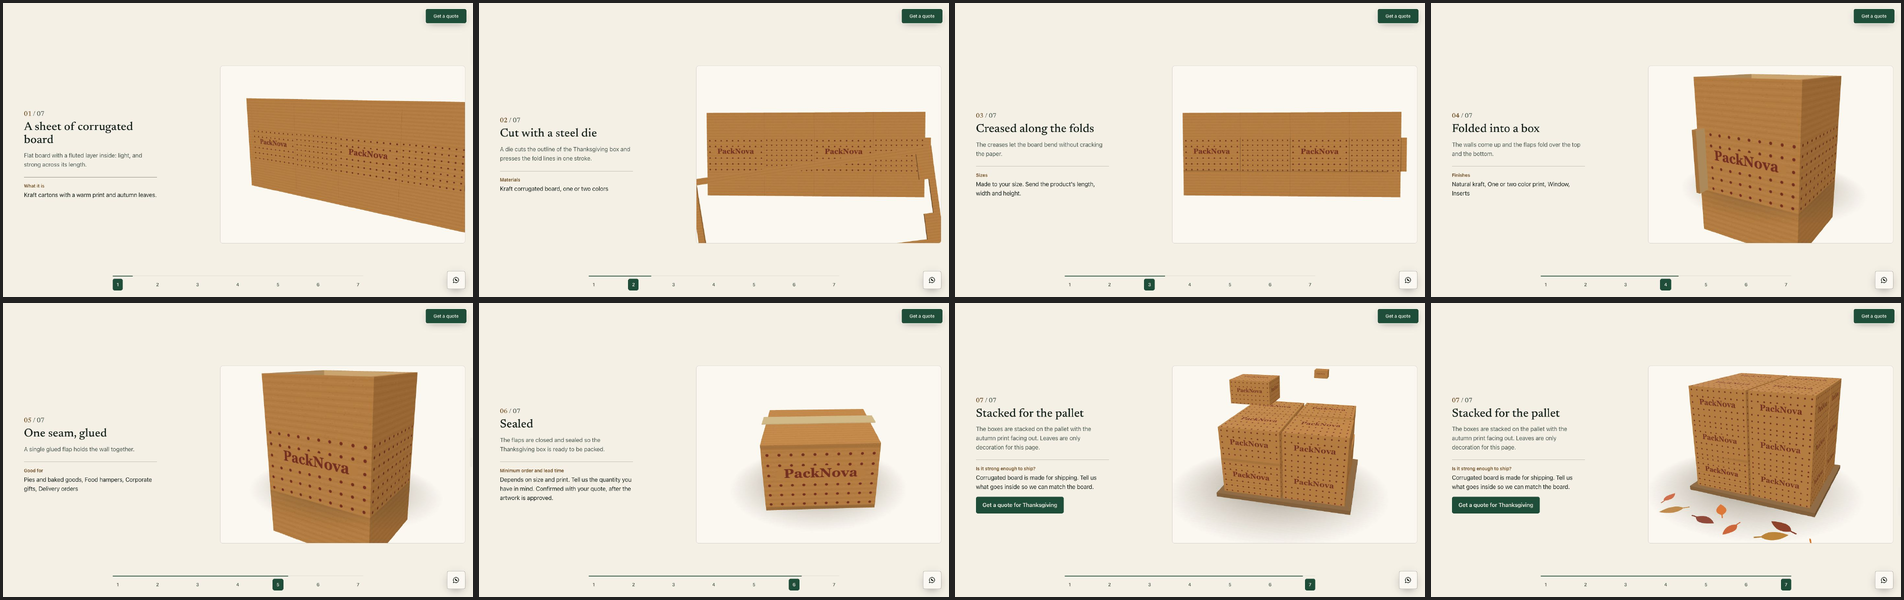 Get a quote
01 / 07
A sheet of corrugated
board
Flat board with a fluted layer inside: light, and
strong across its length.
What it is
Kraft cartons with a warm print and autumn leaves.
PackNova
PackNova
1 2 3 4 5 6 7
Get a quote
02 / 07
Cut with a steel die
A die cuts the outline of the Thanksgiving box and
presses the fold lines in one stroke.
Materials
Kraft corrugated board, one or two colors
PackNova
PackNova
1 2 3 4 5 6 7
Get a quote
03 / 07
Creased along the folds
The creases let the board bend without cracking
the paper.
Sizes
Made to your size. Send the product's length,
width and height.
PackNova
PackNova
1 2 3 4 5 6 7
Get a quote
04 / 07
Folded into a box
The walls come up and the flaps fold over the top
and the bottom.
Finishes
Natural kraft, One or two color print, Window,
Inserts
PackNova
1 2 3 4 5 6 7
Get a quote
05 / 07
One seam, glued
A single glued flap holds the wall together.
Good for
Pies and baked goods, Food hampers, Corporate
gifts, Delivery orders
PackNova
1 2 3 4 5 6 7
Get a quote
06 / 07
Sealed
The flaps are closed and sealed so the
Thanksgiving box is ready to be packed.
Minimum order and lead time
Depends on size and print. Tell us the quantity you
have in mind. Confirmed with your quote, after the
artwork is approved.
PackNova
1 2 3 4 5 6 7
Get a quote
07 / 07
Stacked for the pallet
The boxes are stacked on the pallet with the
autumn print facing out. Leaves are only
decoration for this page.
Is it strong enough to ship?
Corrugated board is made for shipping. Tell us
what goes inside so we can match the board.
Get a quote for Thanksgiving
PackNova
PackNova
PackNova
PackNova
PackNova
1 2 3 4 5 6 7
Get a quote
07 / 07
Stacked for the pallet
The boxes are stacked on the pallet with the
autumn print facing out. Leaves are only
decoration for this page.
Is it strong enough to ship?
Corrugated board is made for shipping. Tell us
what goes inside so we can match the board.
Get a quote for Thanksgiving
PackNova
PackNova
PackNova
PackNova
PackNova
PackNova
1 2 3 4 5 6 7